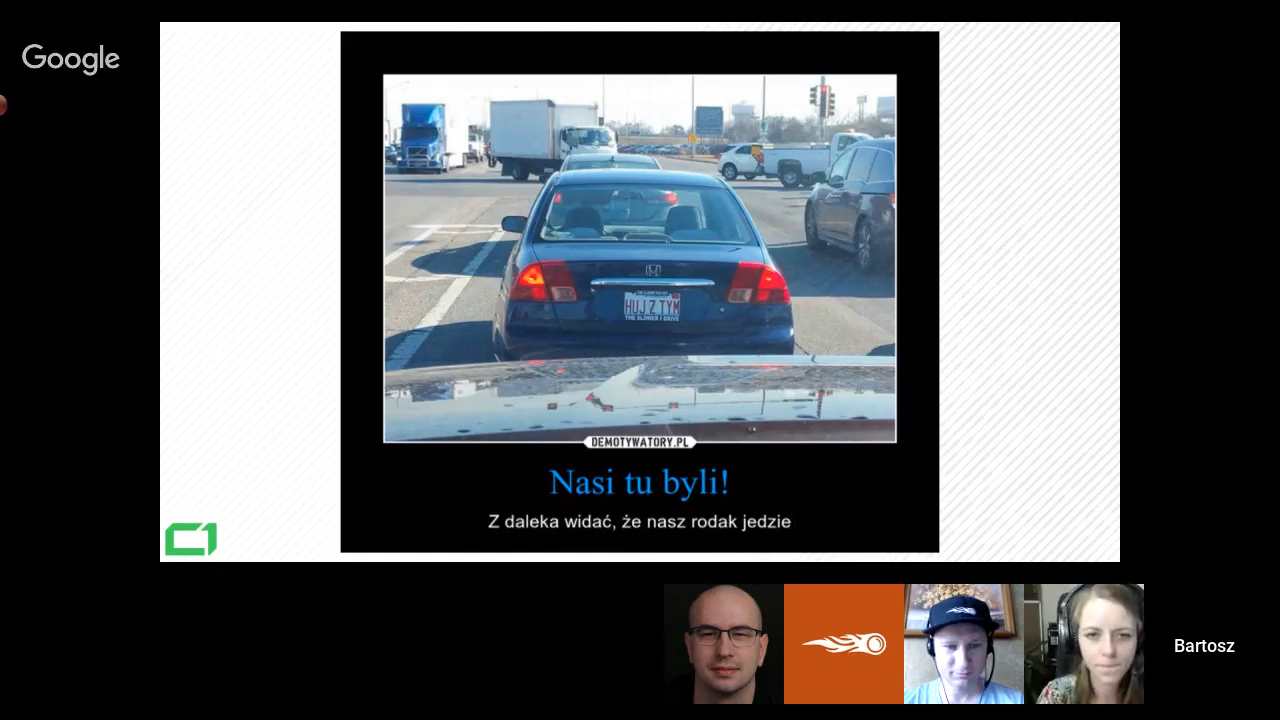 Google
HUJ Z TYM
THE SLOWER I DRIVE
DEMOTYWATORY.PL
Nasi tu byli!
Z daleka widać, że nasz rodak jedzie
Bartosz